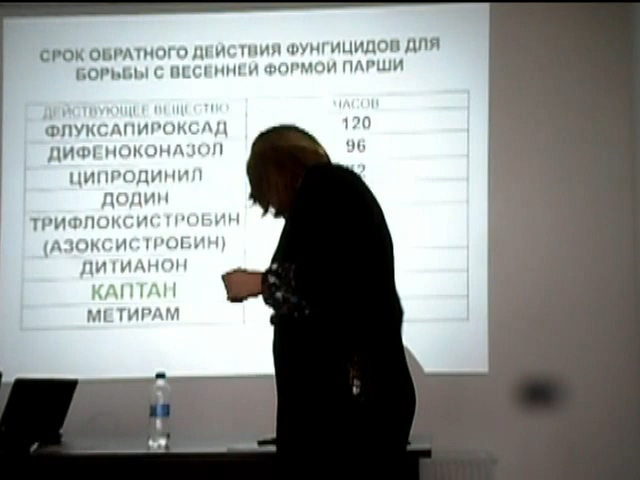 СРОК ОБРАТНОГО ДЕЙСТВИЯ ФУНГИЦИДОВ ДЛЯ
БОРЬБЫ С ВЕСЕННЕЙ ФОРМОЙ ПАРШИ
ДЕЙСТВУЮЩЕЕ ВЕЩЕСТВО ЧАСОВ
ФЛУКСАПИРОКСАД 120
ДИФЕНОКОНАЗОЛ 96
ЦИПРОДИНИЛ
ДОДИН
ТРИФЛОКСИСТРОБИН
(АЗОКСИСТРОБИН)
ДИТИАНОН
КАПТАН
МЕТИРАМ